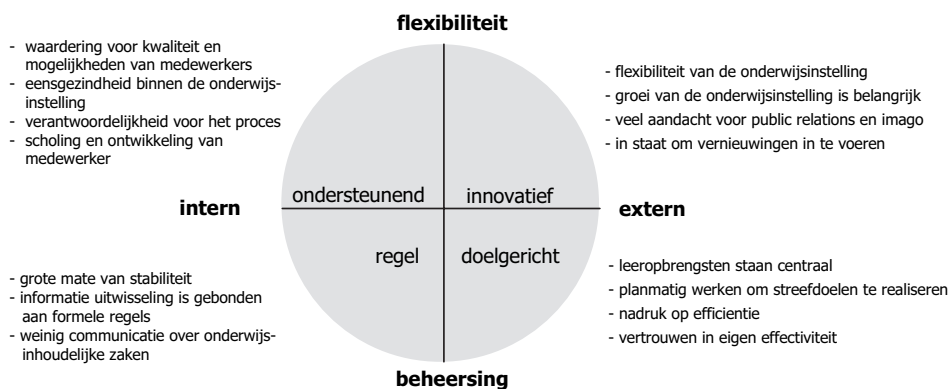 flexibiliteit
- waardering voor kwaliteit en
mogelijkheden van medewerkers
- eensgezindheid binnen de onderwijs-
instelling
- verantwoordelijkheid voor het proces
- scholing en ontwikkeling van
medewerker
- flexibiliteit van de onderwijsinstelling
- groei van de onderwijsinstelling is belangrijk
- veel aandacht voor public relations en imago
- in staat om vernieuwingen in te voeren
ondersteunend
innovatief
intern
extern
regel
doelgericht
- grote mate van stabiliteit
- informatie uitwisseling is gebonden
aan formele regels
- weinig communicatie over onderwijs-
inhoudelijke zaken
- leeropbrengsten staan centraal
- planmatig werken om streefdoelen te realiseren
- nadruk op efficientie
- vertrouwen in eigen effectiviteit
beheersing